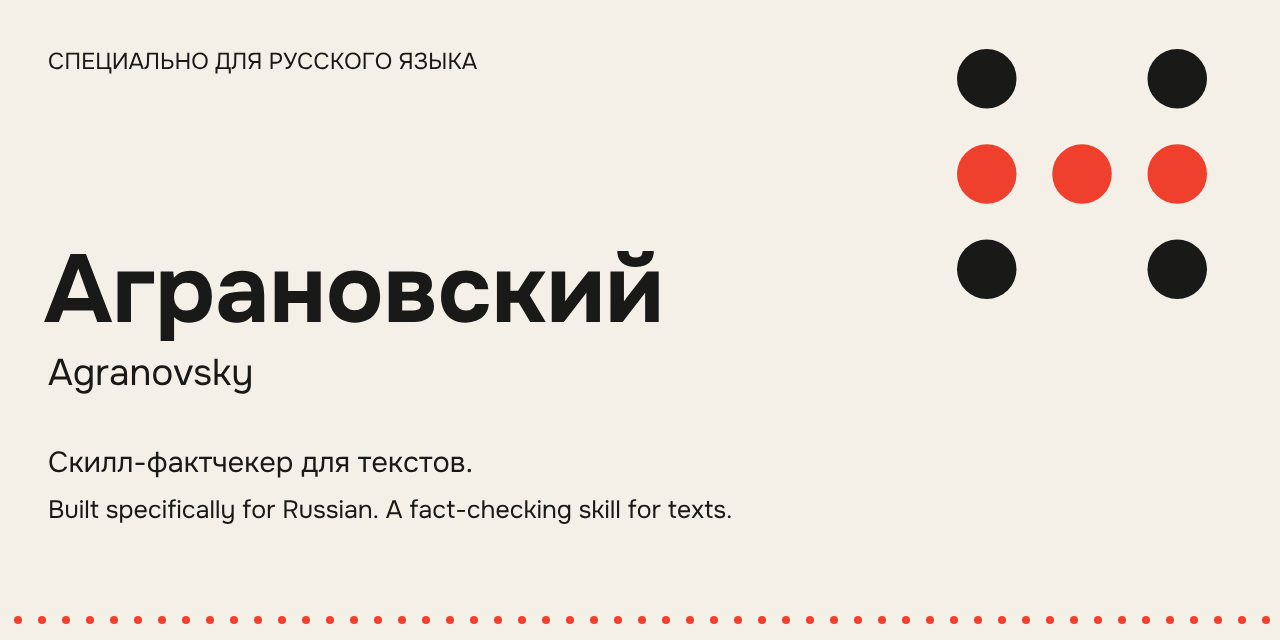 СПЕЦИАЛЬНО ДЛЯ РУССКОГО ЯЗЫКА
Аграновский
Agranovsky
Скилл-фактчекер для текстов.
Built specifically for Russian. A fact-checking skill for texts.